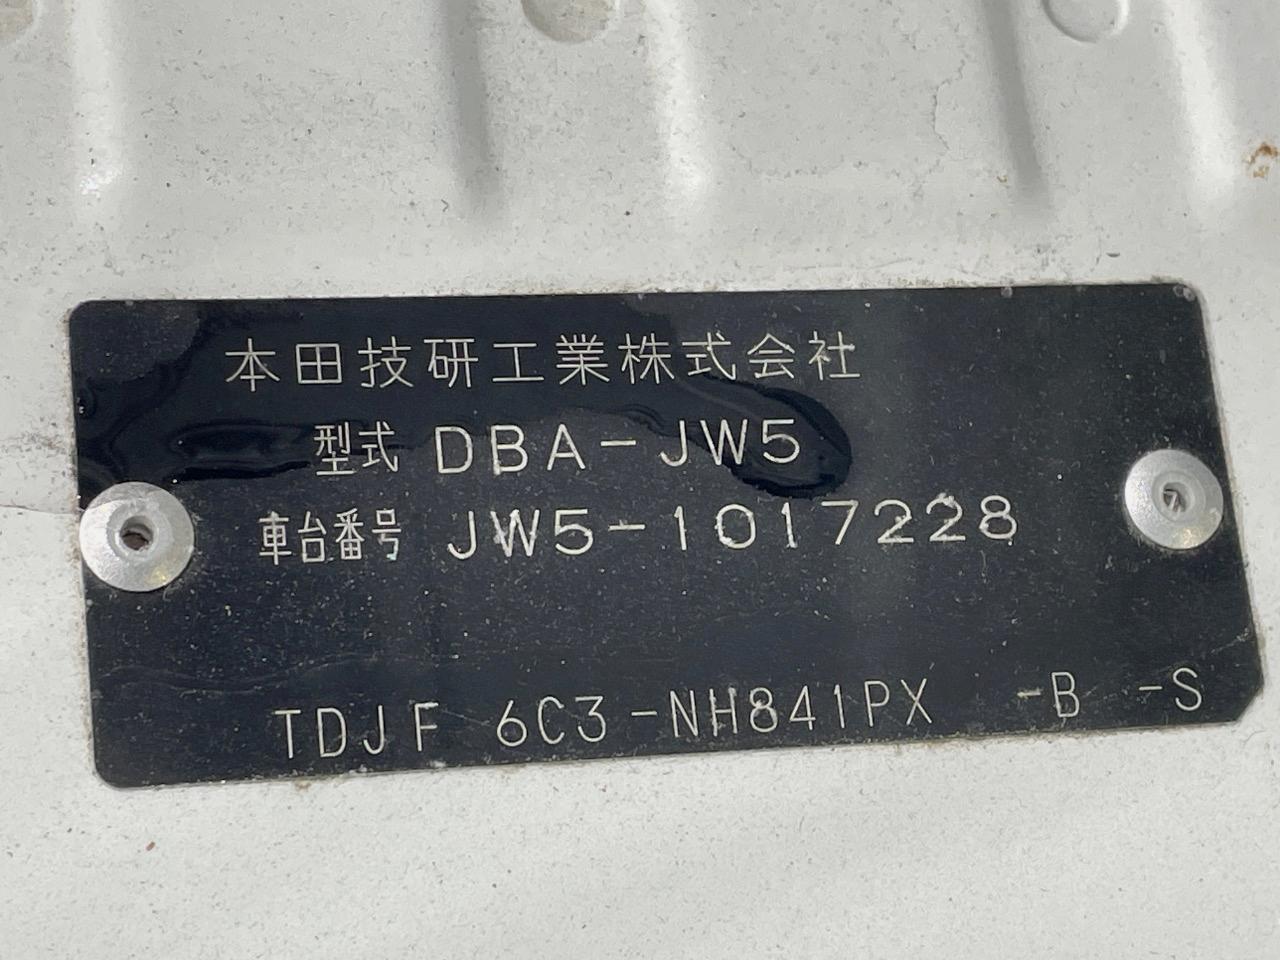 本田技研工業株式会社
型式 DBA-JW5
車台番号 JW5-1017228
TDJF 6C3-NH841PX -B -S